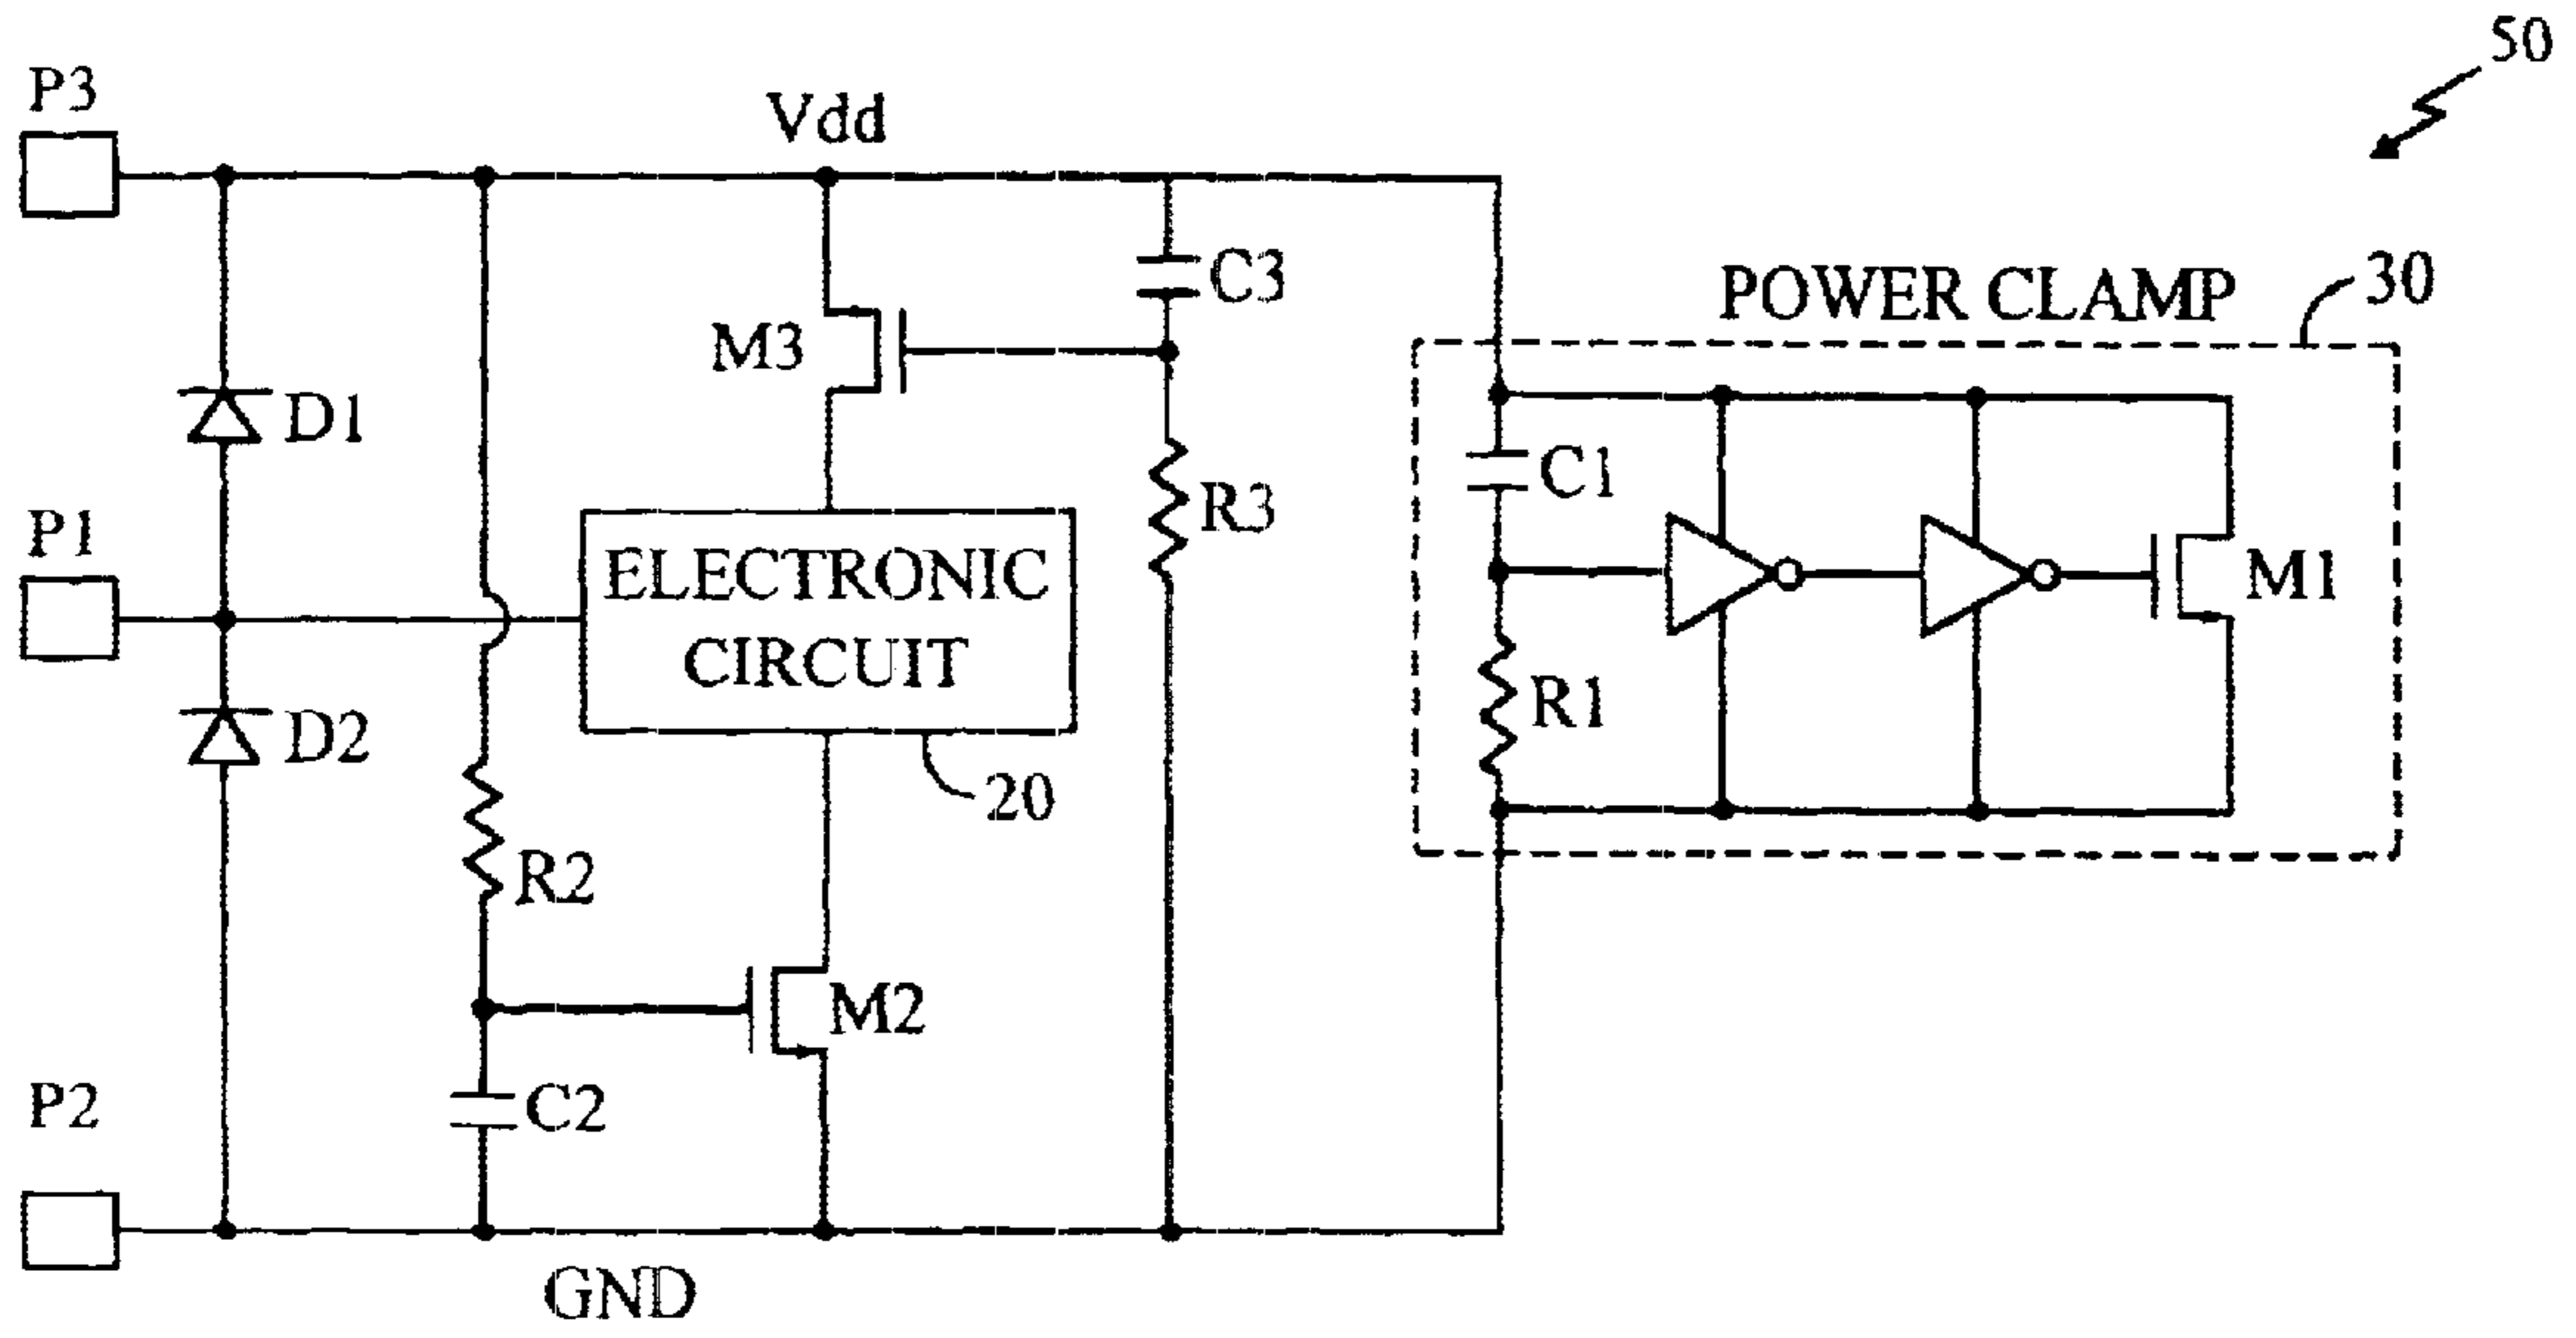 50
P3
Vdd
C3
POWER CLAMP
30
M3
D1
C1
R3
P1
ELECTRONIC
CIRCUIT
M1
R1
D2
20
R2
M2
C2
P2
GND